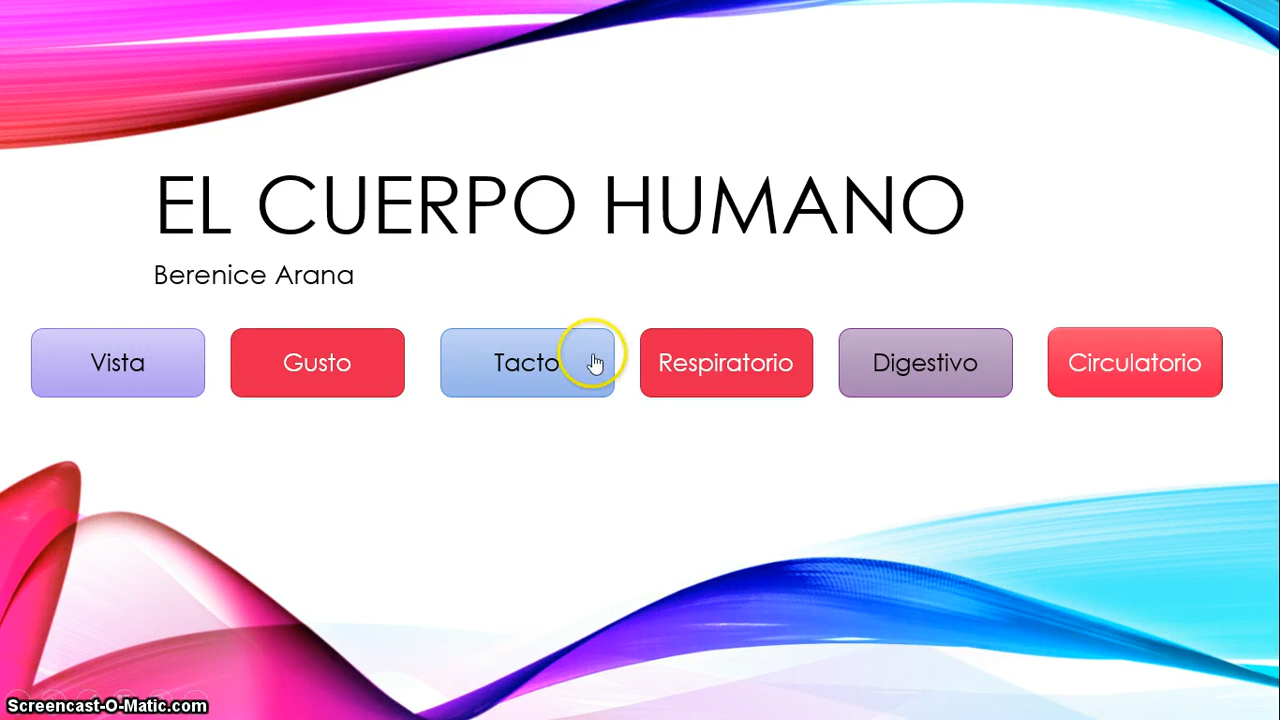 EL CUERPO HUMANO
Berenice Arana
Vista
Gusto
Tacto
Respiratorio
Digestivo
Circulatorio
Screencast-O-Matic.com